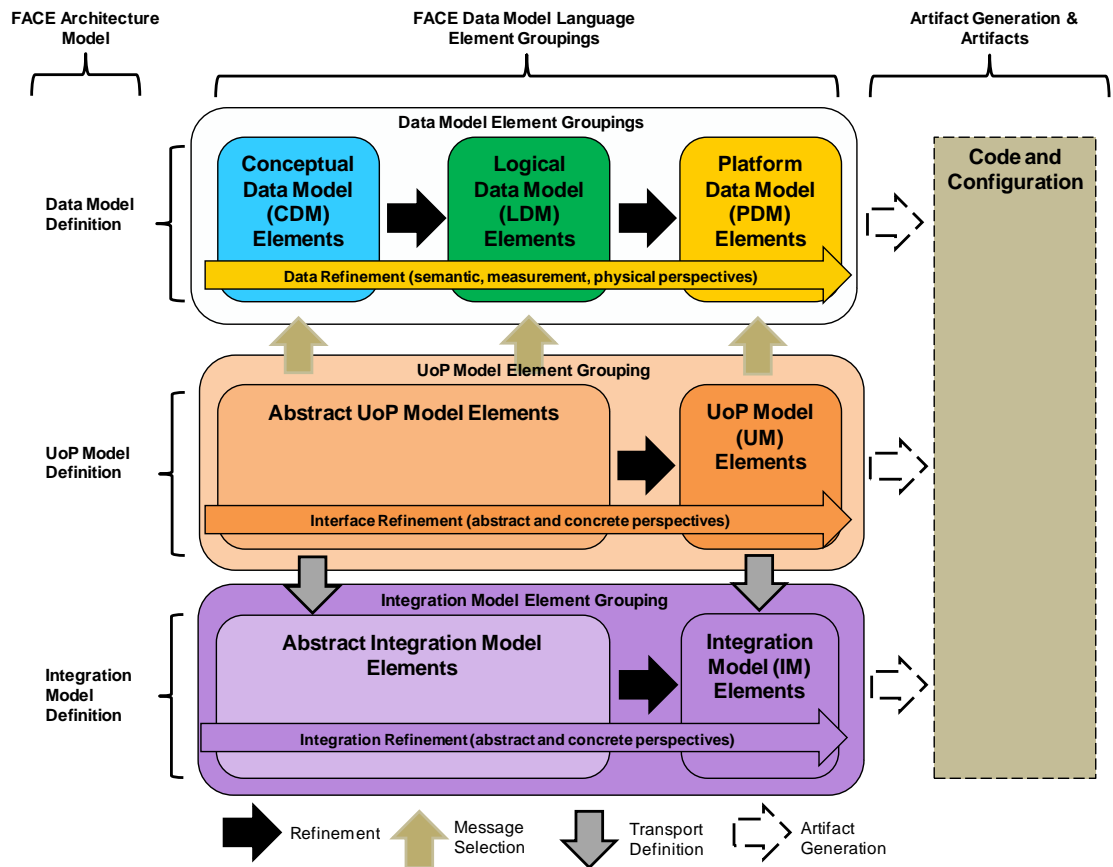 FACE Architecture
Model
FACE Data Model Language
Element Groupings
Artifact Generation &
Artifacts
Data Model Element Groupings
Data Model
Definition
Conceptual
Data Model
(CDM)
Elements
Logical
Data Model
(LDM)
Elements
Platform
Data Model
(PDM)
Elements
Data Refinement (semantic, measurement, physical perspectives)
Code and
Configuration
UoP Model Element Grouping
UoP Model
Definition
Abstract UoP Model Elements
UoP Model
(UM)
Elements
Interface Refinement (abstract and concrete perspectives)
Integration Model Element Grouping
Integration
Model
Definition
Abstract Integration Model
Elements
Integration
Model (IM)
Elements
Integration Refinement (abstract and concrete perspectives)
Refinement
Message
Selection
Transport
Definition
Artifact
Generation